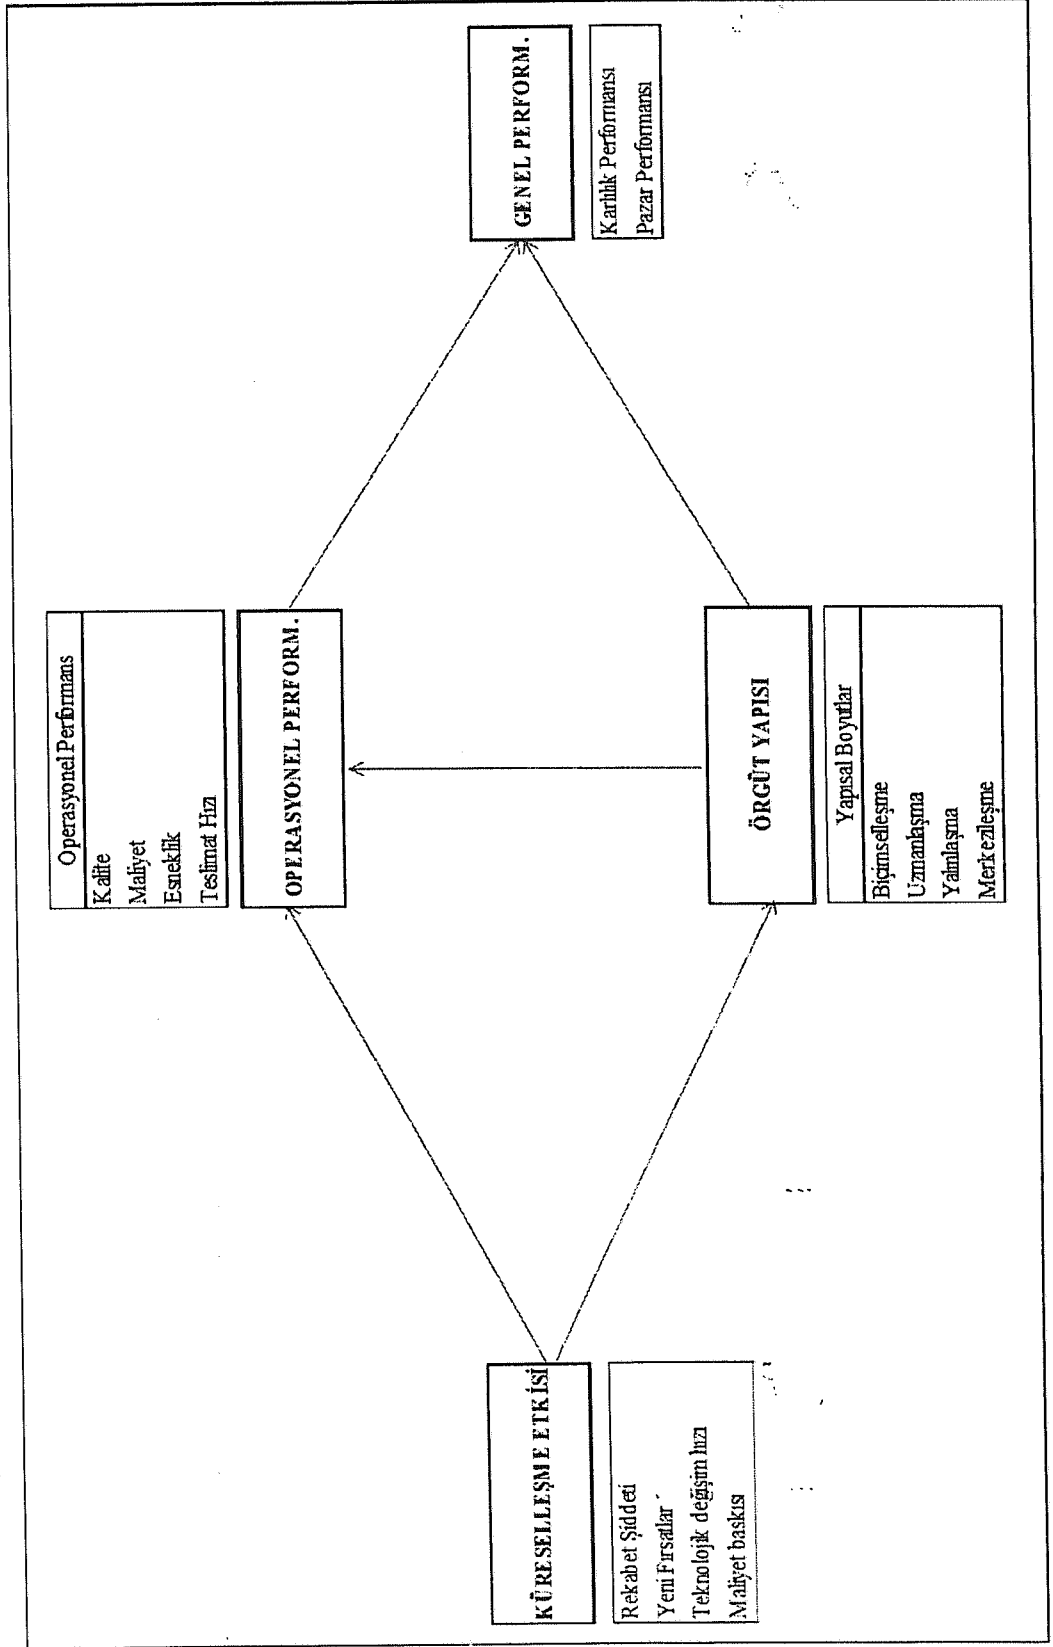 Operasyonel Performans
Kalite
Maliyet
Esneklik
Teslimat Hızı
OPERASYONEL PERFORM.
KÜRESELLEŞME ETKİSİ
Rekabet Şiddeti
Yeni Fırsatlar
Teknolojik değişim hızı
Maliyet baskısı
GENEL PERFORM.
Karlılık Performansı
Pazar Performansı
ÖRGÜT YAPISI
Yapısal Boyutlar
Biçimselleşme
Uzmanlaşma
Yalınlaşma
Merkezileşme